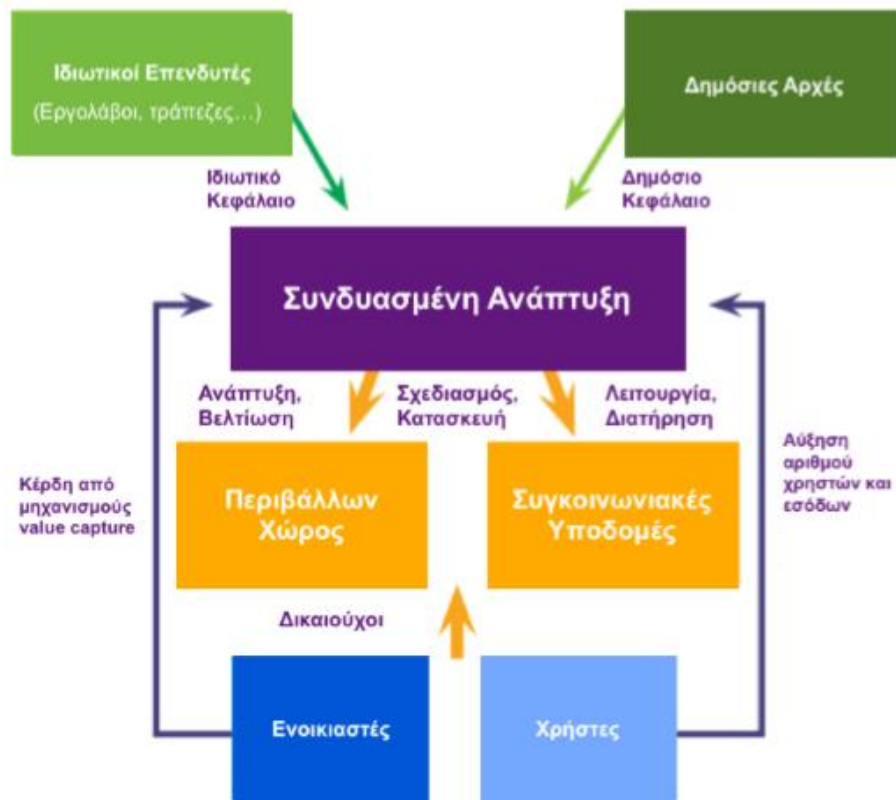 Ιδιωτικοί Επενδυτές
(Εργολάβοι, τράπεζες…)
Δημόσιες Αρχές
Ιδιωτικό
Κεφάλαιο
Δημόσιο
Κεφάλαιο
Συνδυασμένη Ανάπτυξη
Ανάπτυξη,
Βελτίωση
Σχεδιασμός,
Κατασκευή
Λειτουργία,
Διατήρηση
Κέρδη από
μηχανισμούς
value capture
Περιβάλλων
Χώρος
Συγκοινωνιακές
Υποδομές
Αύξηση
αριθμού
χρηστών και
εσόδων
Δικαιούχοι
Ενοικιαστές
Χρήστες